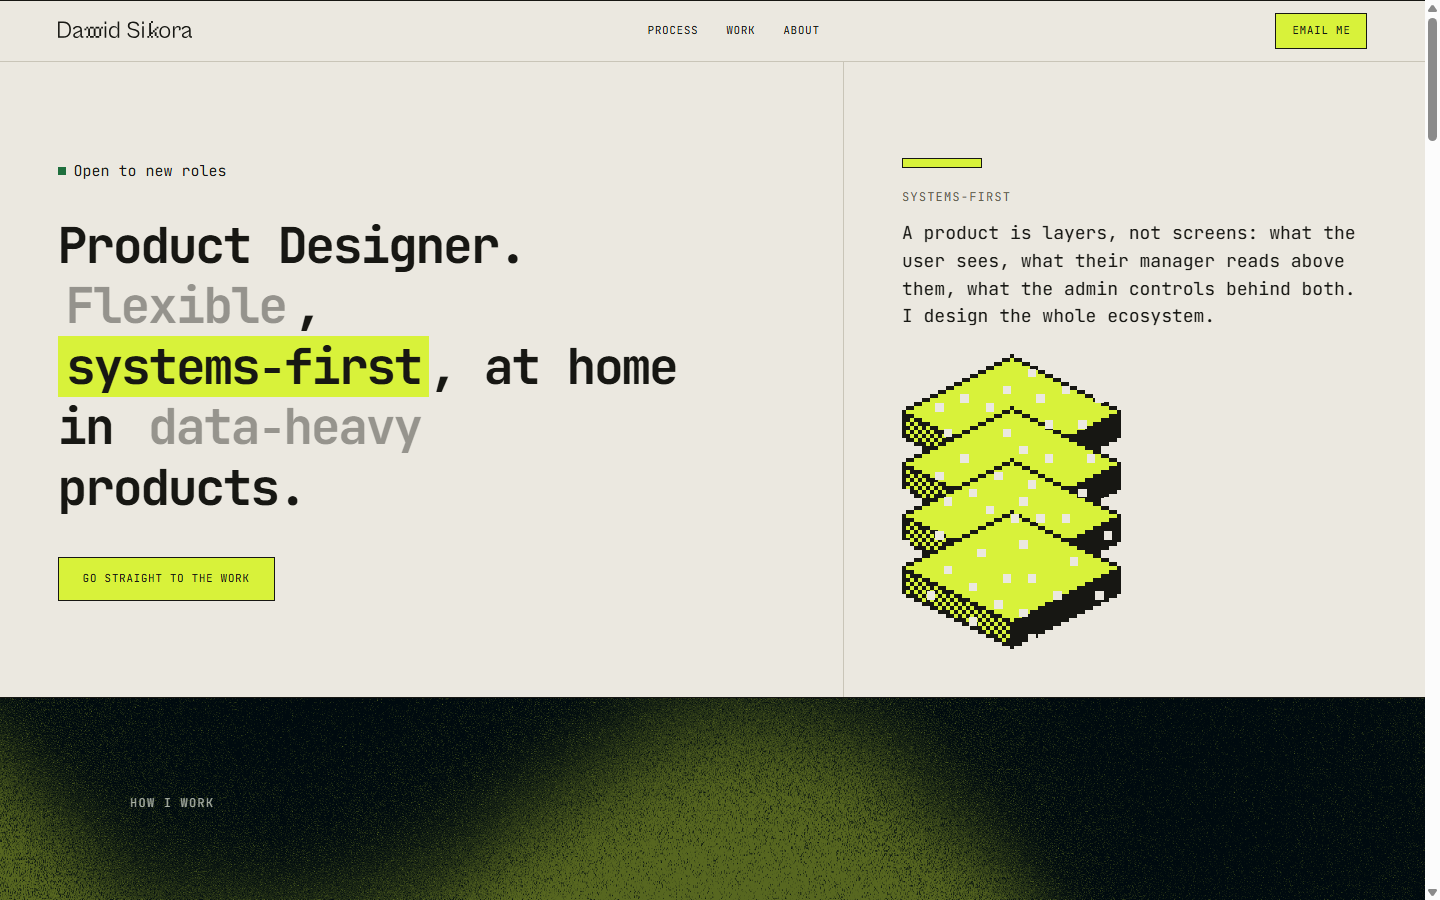 Dawid Sikora
PROCESS
WORK
ABOUT
EMAIL ME
Open to new roles
Product Designer.
Flexible,
systems-first, at home
in data-heavy
products.
GO STRAIGHT TO THE WORK
SYSTEMS-FIRST
A product is layers, not screens: what the
user sees, what their manager reads above
them, what the admin controls behind both.
I design the whole ecosystem.
HOW I WORK